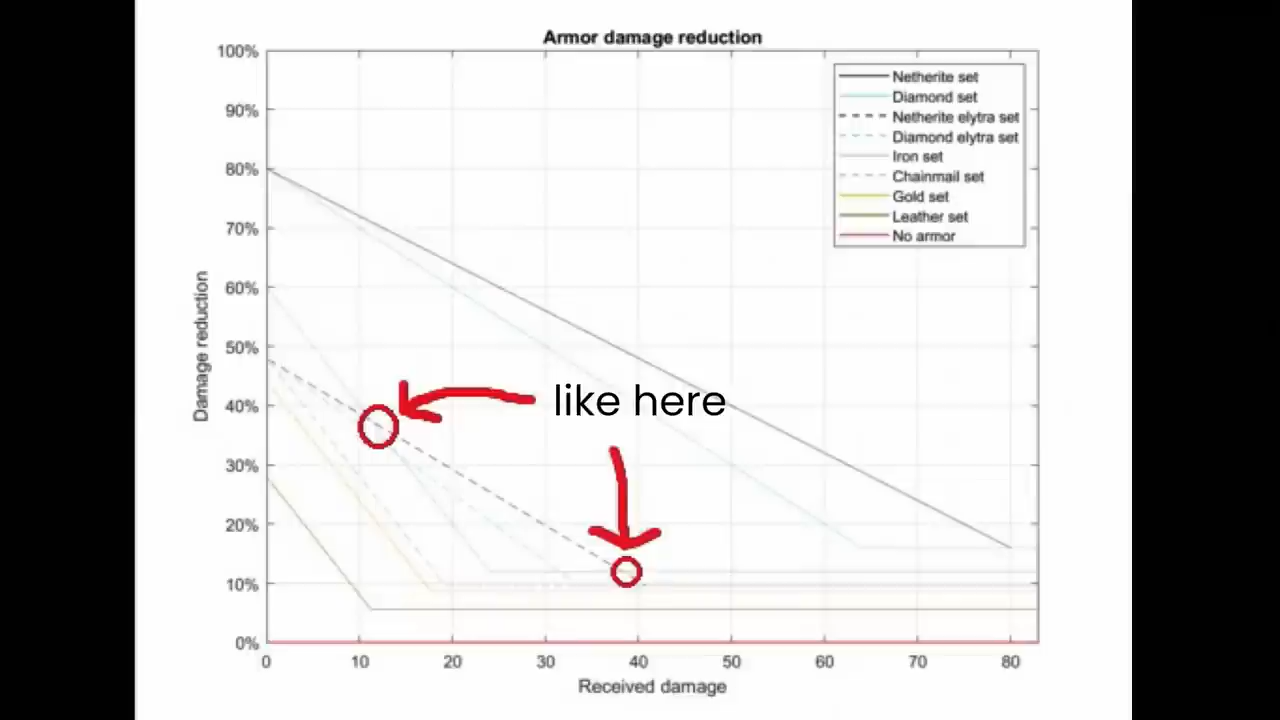 Armor damage reduction
100%
90%
80%
70%
60%
50%
40%
30%
20%
10%
0%
Damage reduction
Netherite set
Diamond set
Netherite elytra set
Diamond elytra set
Iron set
Chainmail set
Gold set
Leather set
No armor
like here
0 10 20 30 40 50 60 70 80
Received damage